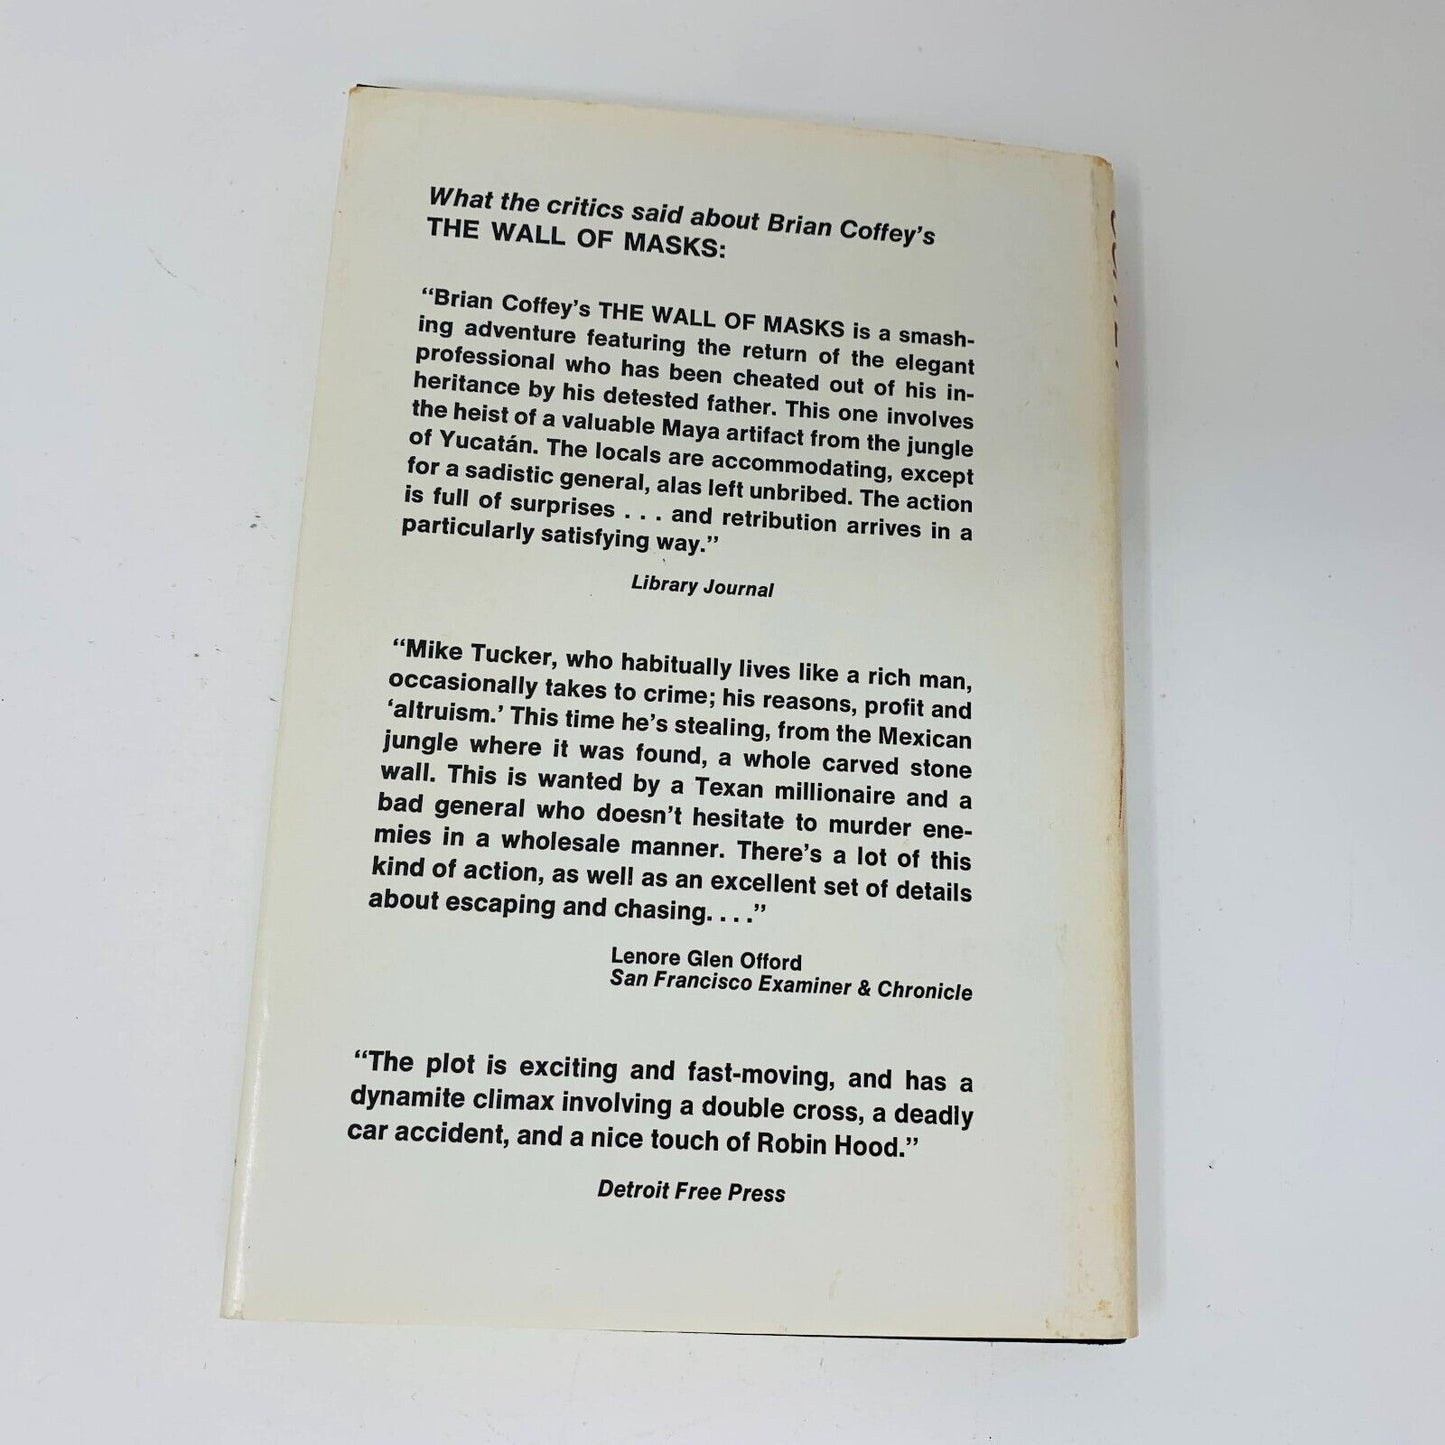 What the critics said about Brian Coffey's
THE WALL OF MASKS:
"Brian Coffey's THE WALL OF MASKS is a smash-
ing adventure featuring the return of the elegant
professional who has been cheated out of his in-
heritance by his detested father. This one involves
the heist of a valuable Maya artifact from the jungle
of Yucatán. The locals are accommodating, except
for a sadistic general, alas left unbribed. The action
is full of surprises . . . and retribution arrives in a
particularly satisfying way."
Library Journal
"Mike Tucker, who habitually lives like a rich man,
occasionally takes to crime; his reasons, profit and
'altruism.' This time he's stealing, from the Mexican
jungle where it was found, a whole carved stone
wall. This is wanted by a Texan millionaire and a
bad general who doesn't hesitate to murder ene-
mies in a wholesale manner. There's a lot of this
kind of action, as well as an excellent set of details
about escaping and chasing. . . ."
Lenore Glen Offord
San Francisco Examiner & Chronicle
"The plot is exciting and fast-moving, and has a
dynamite climax involving a double cross, a deadly
car accident, and a nice touch of Robin Hood."
Detroit Free Press